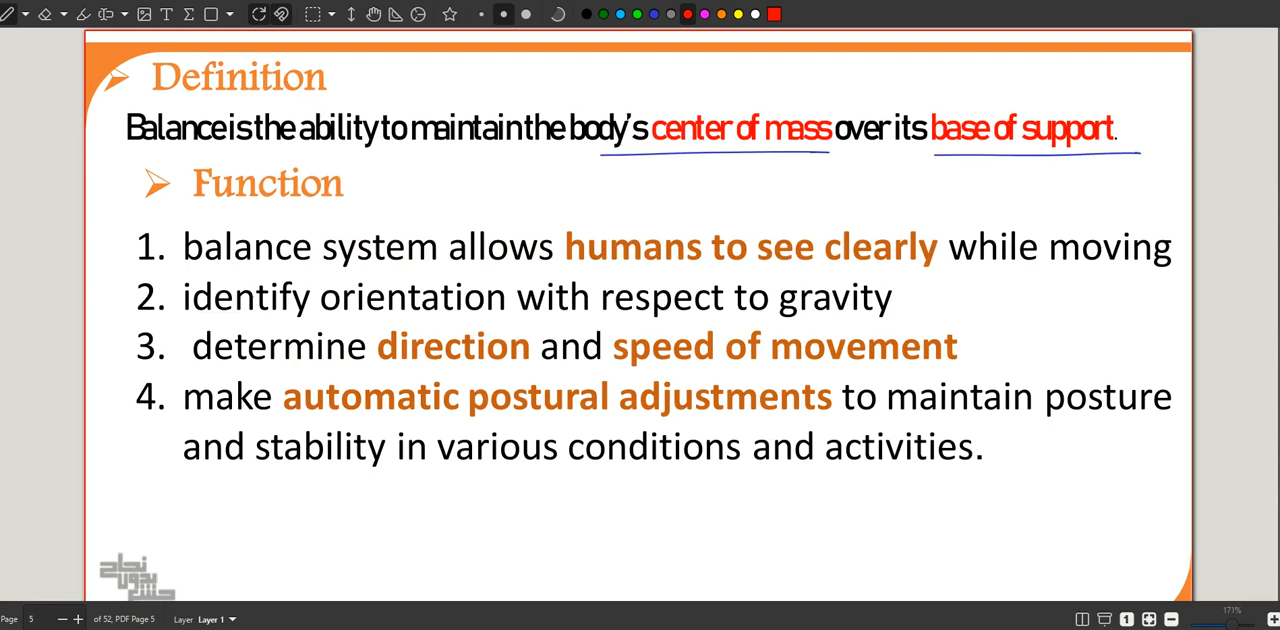 Definition
Balance is the ability to maintain the body's center of mass over its base of support.
Function
1. balance system allows humans to see clearly while moving
2. identify orientation with respect to gravity
3. determine direction and speed of movement
4. make automatic postural adjustments to maintain posture
and stability in various conditions and activities.
نجاح
بدون
Page 5 of 52, PDF Page 5 Layer Layer 1 171%